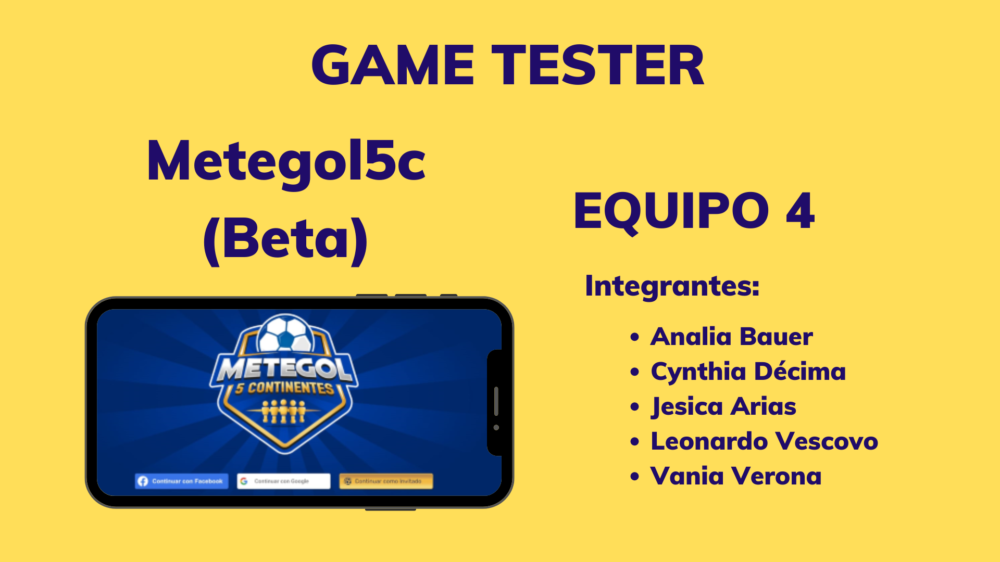 GAME TESTER
Metegol5c
(Beta)
METEGOL
5 CONTINENTES
Continuar con Facebook
Continuar con Google
Continuar como Invitado
EQUIPO 4
Integrantes:
• Analia Bauer
• Cynthia Décima
• Jesica Arias
• Leonardo Vescovo
• Vania Verona